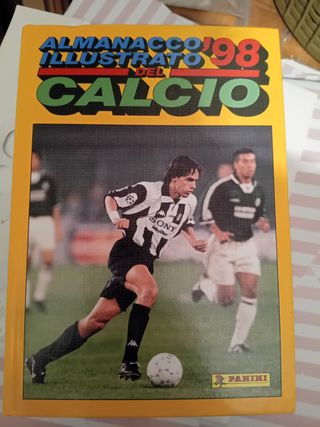 ALMANACCO '98
ILLUSTRATO
DEL
CALCIO
SONY
PANINI